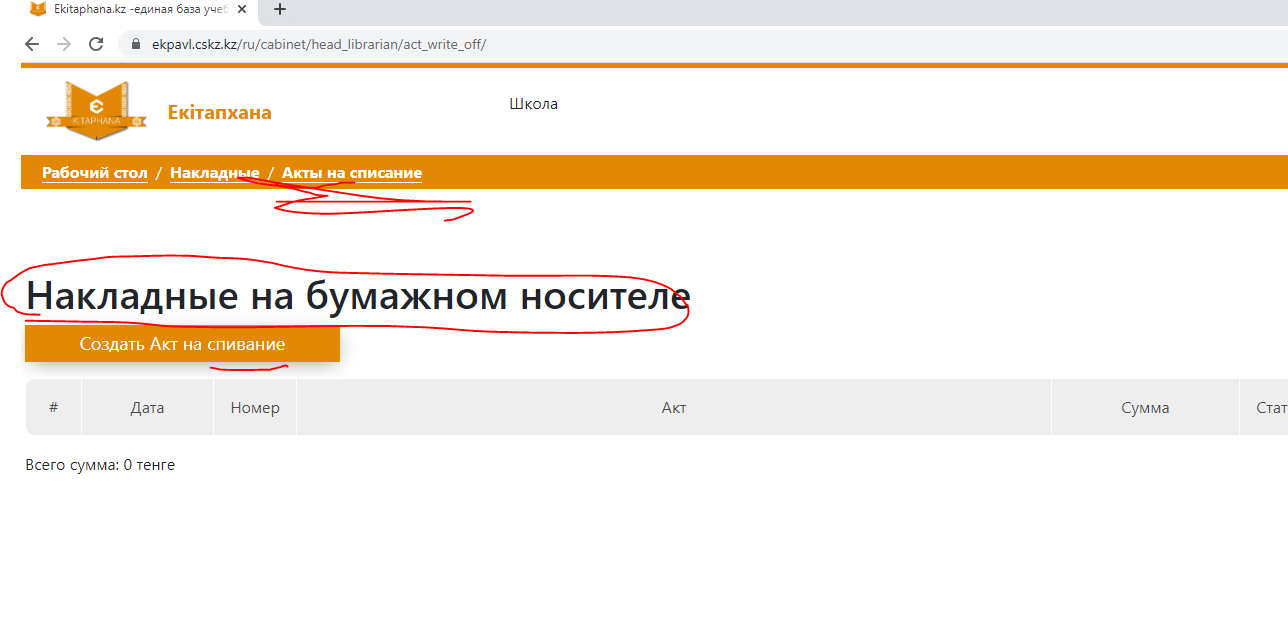 Ekitaphana.kz -единая база учеб
ekpavl.cskz.kz/ru/cabinet/head_librarian/act_write_off/
KITAPHANA
Екітапхана
Школа
Рабочий стол / Накладные / Акты на списание
Накладные на бумажном носителе
Создать Акт на спивание
# Дата Номер Акт Сумма Стат
Всего сумма: 0 тенге